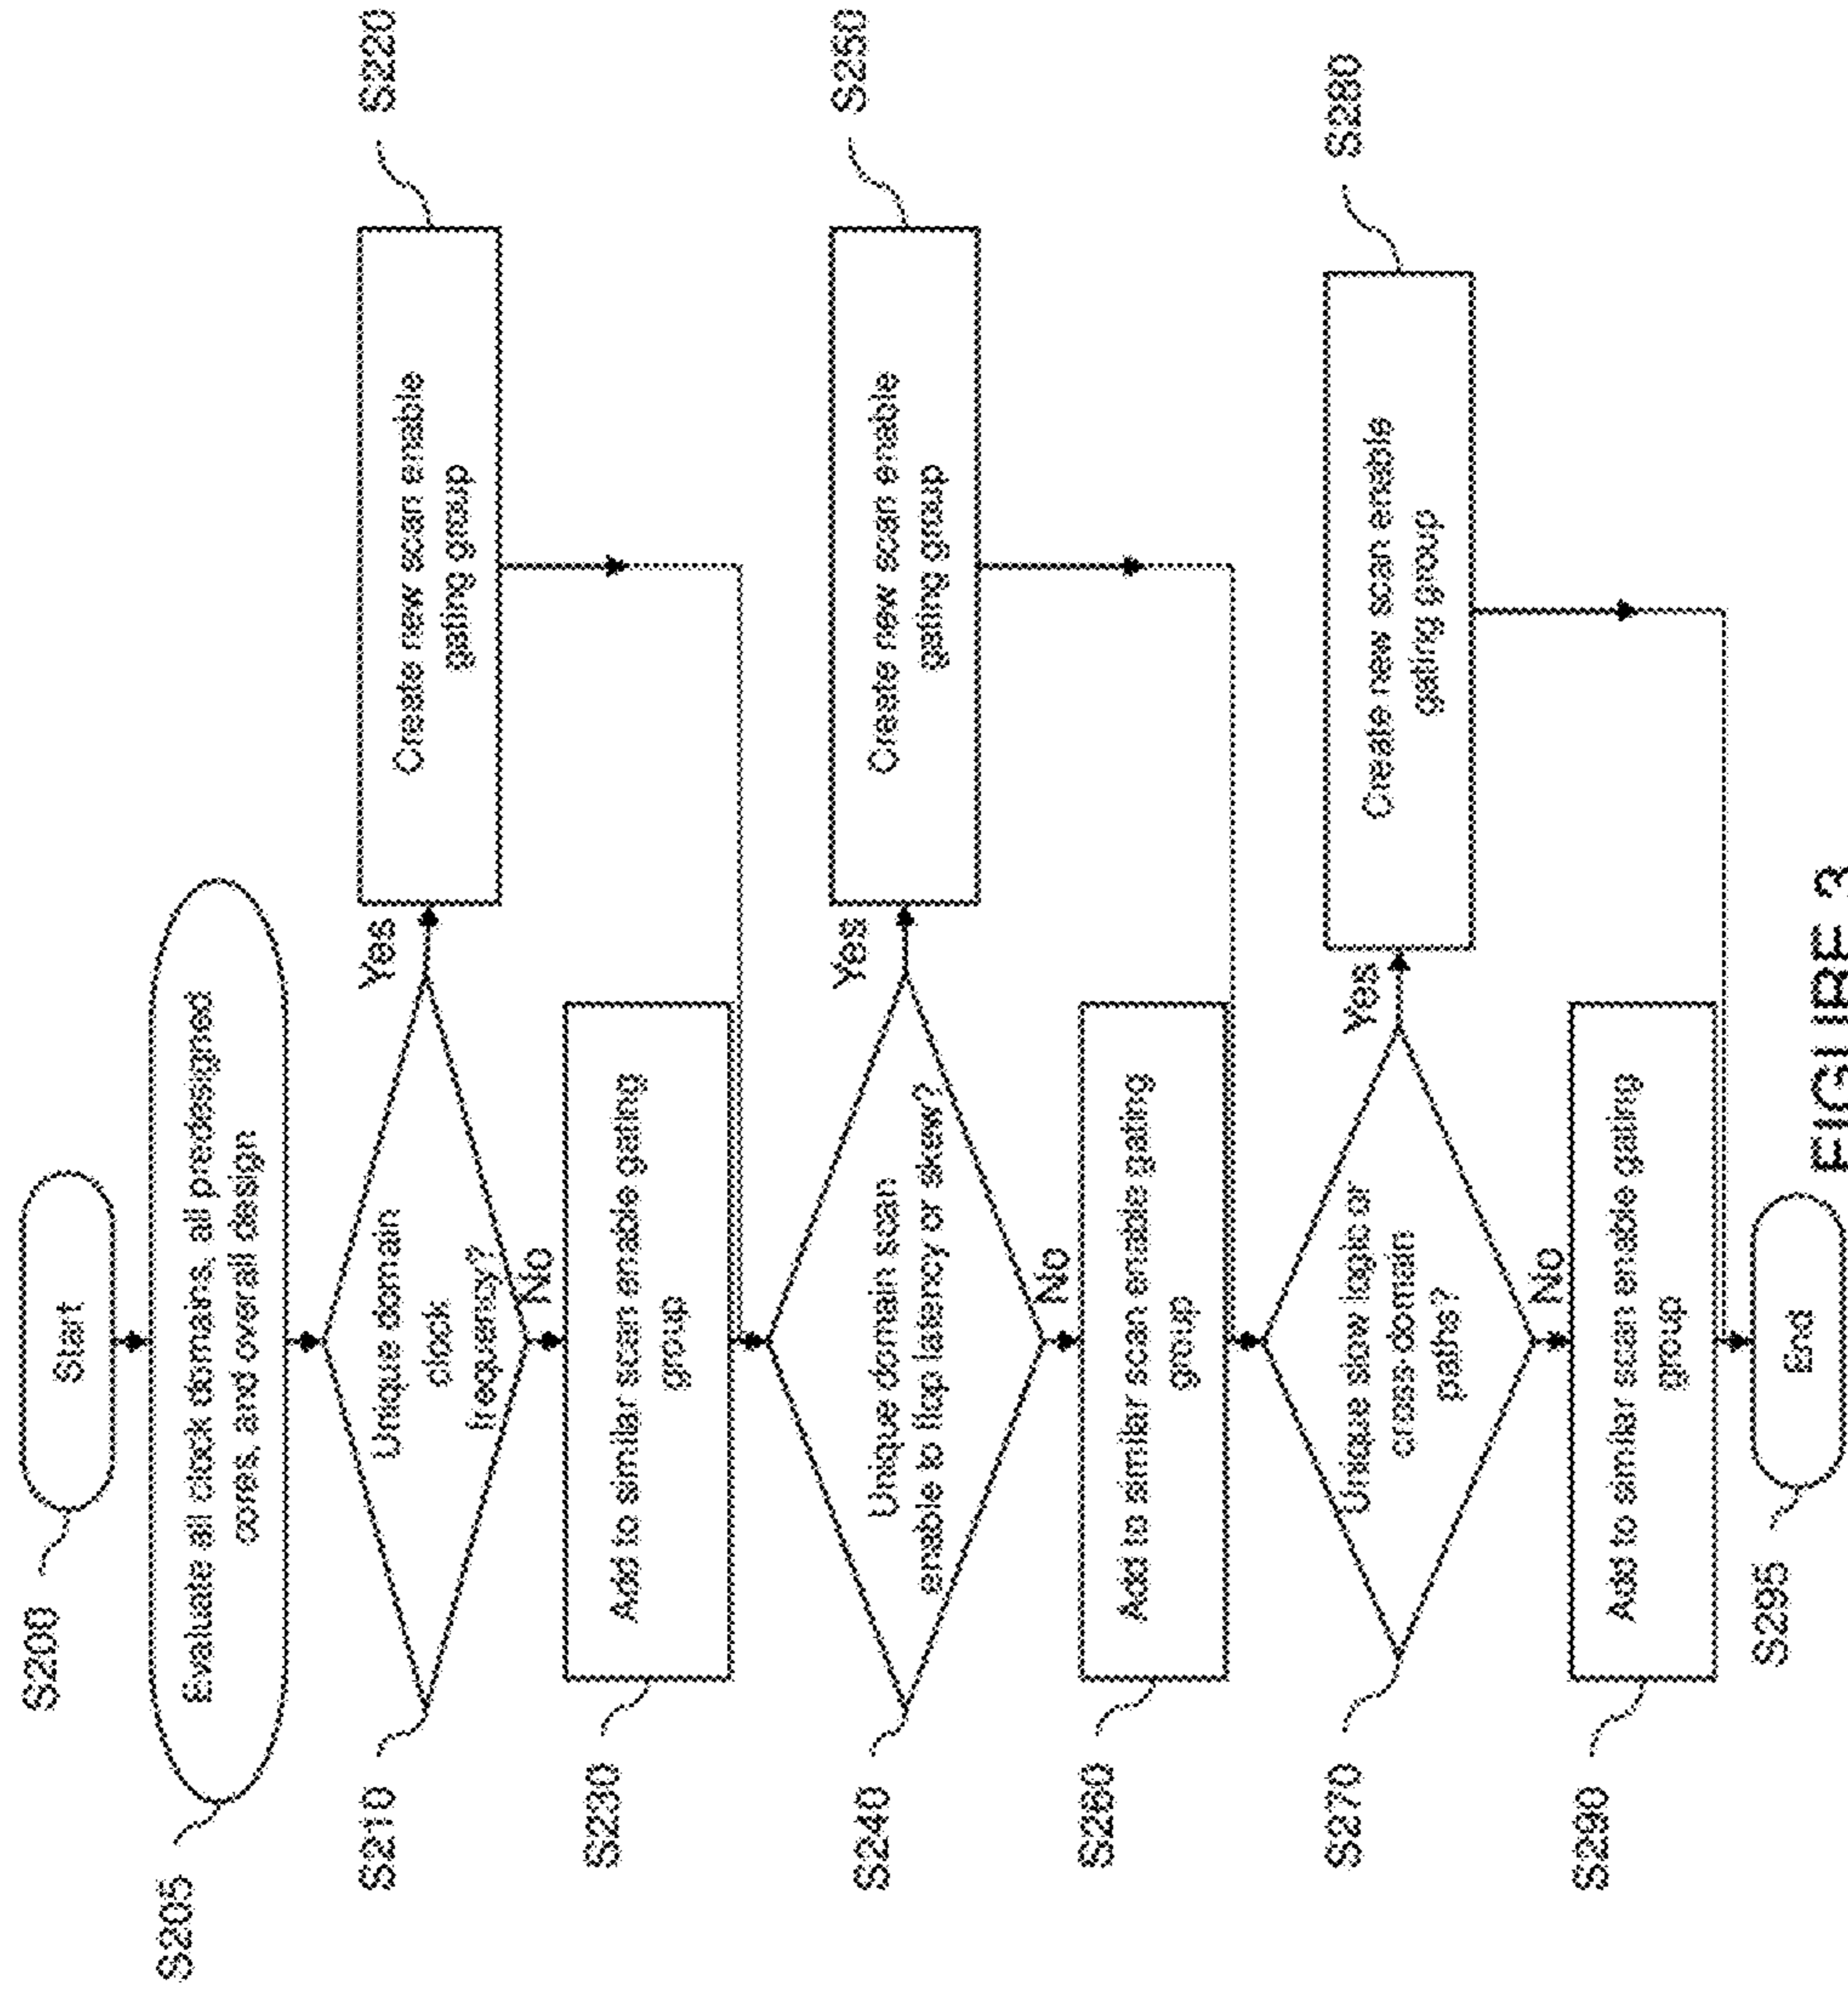 S200
Start
S205
Evaluate all clock domains, all predesigned
cores, and overall design
S210
Unique domain
clock
frequency?
Yes
Create new scan enable
gating group
S220
No
S230
Add to similar scan enable gating
group
S240
Unique domain scan
enable to flop latency or skew?
Yes
Create new scan enable
gating group
S250
No
S260
Add to similar scan enable gating
group
S270
Unique slow logic or
cross domain
paths?
Yes
Create new scan enable
gating group
S280
No
S290
Add to similar scan enable gating
group
S295
End
FIGURE 3